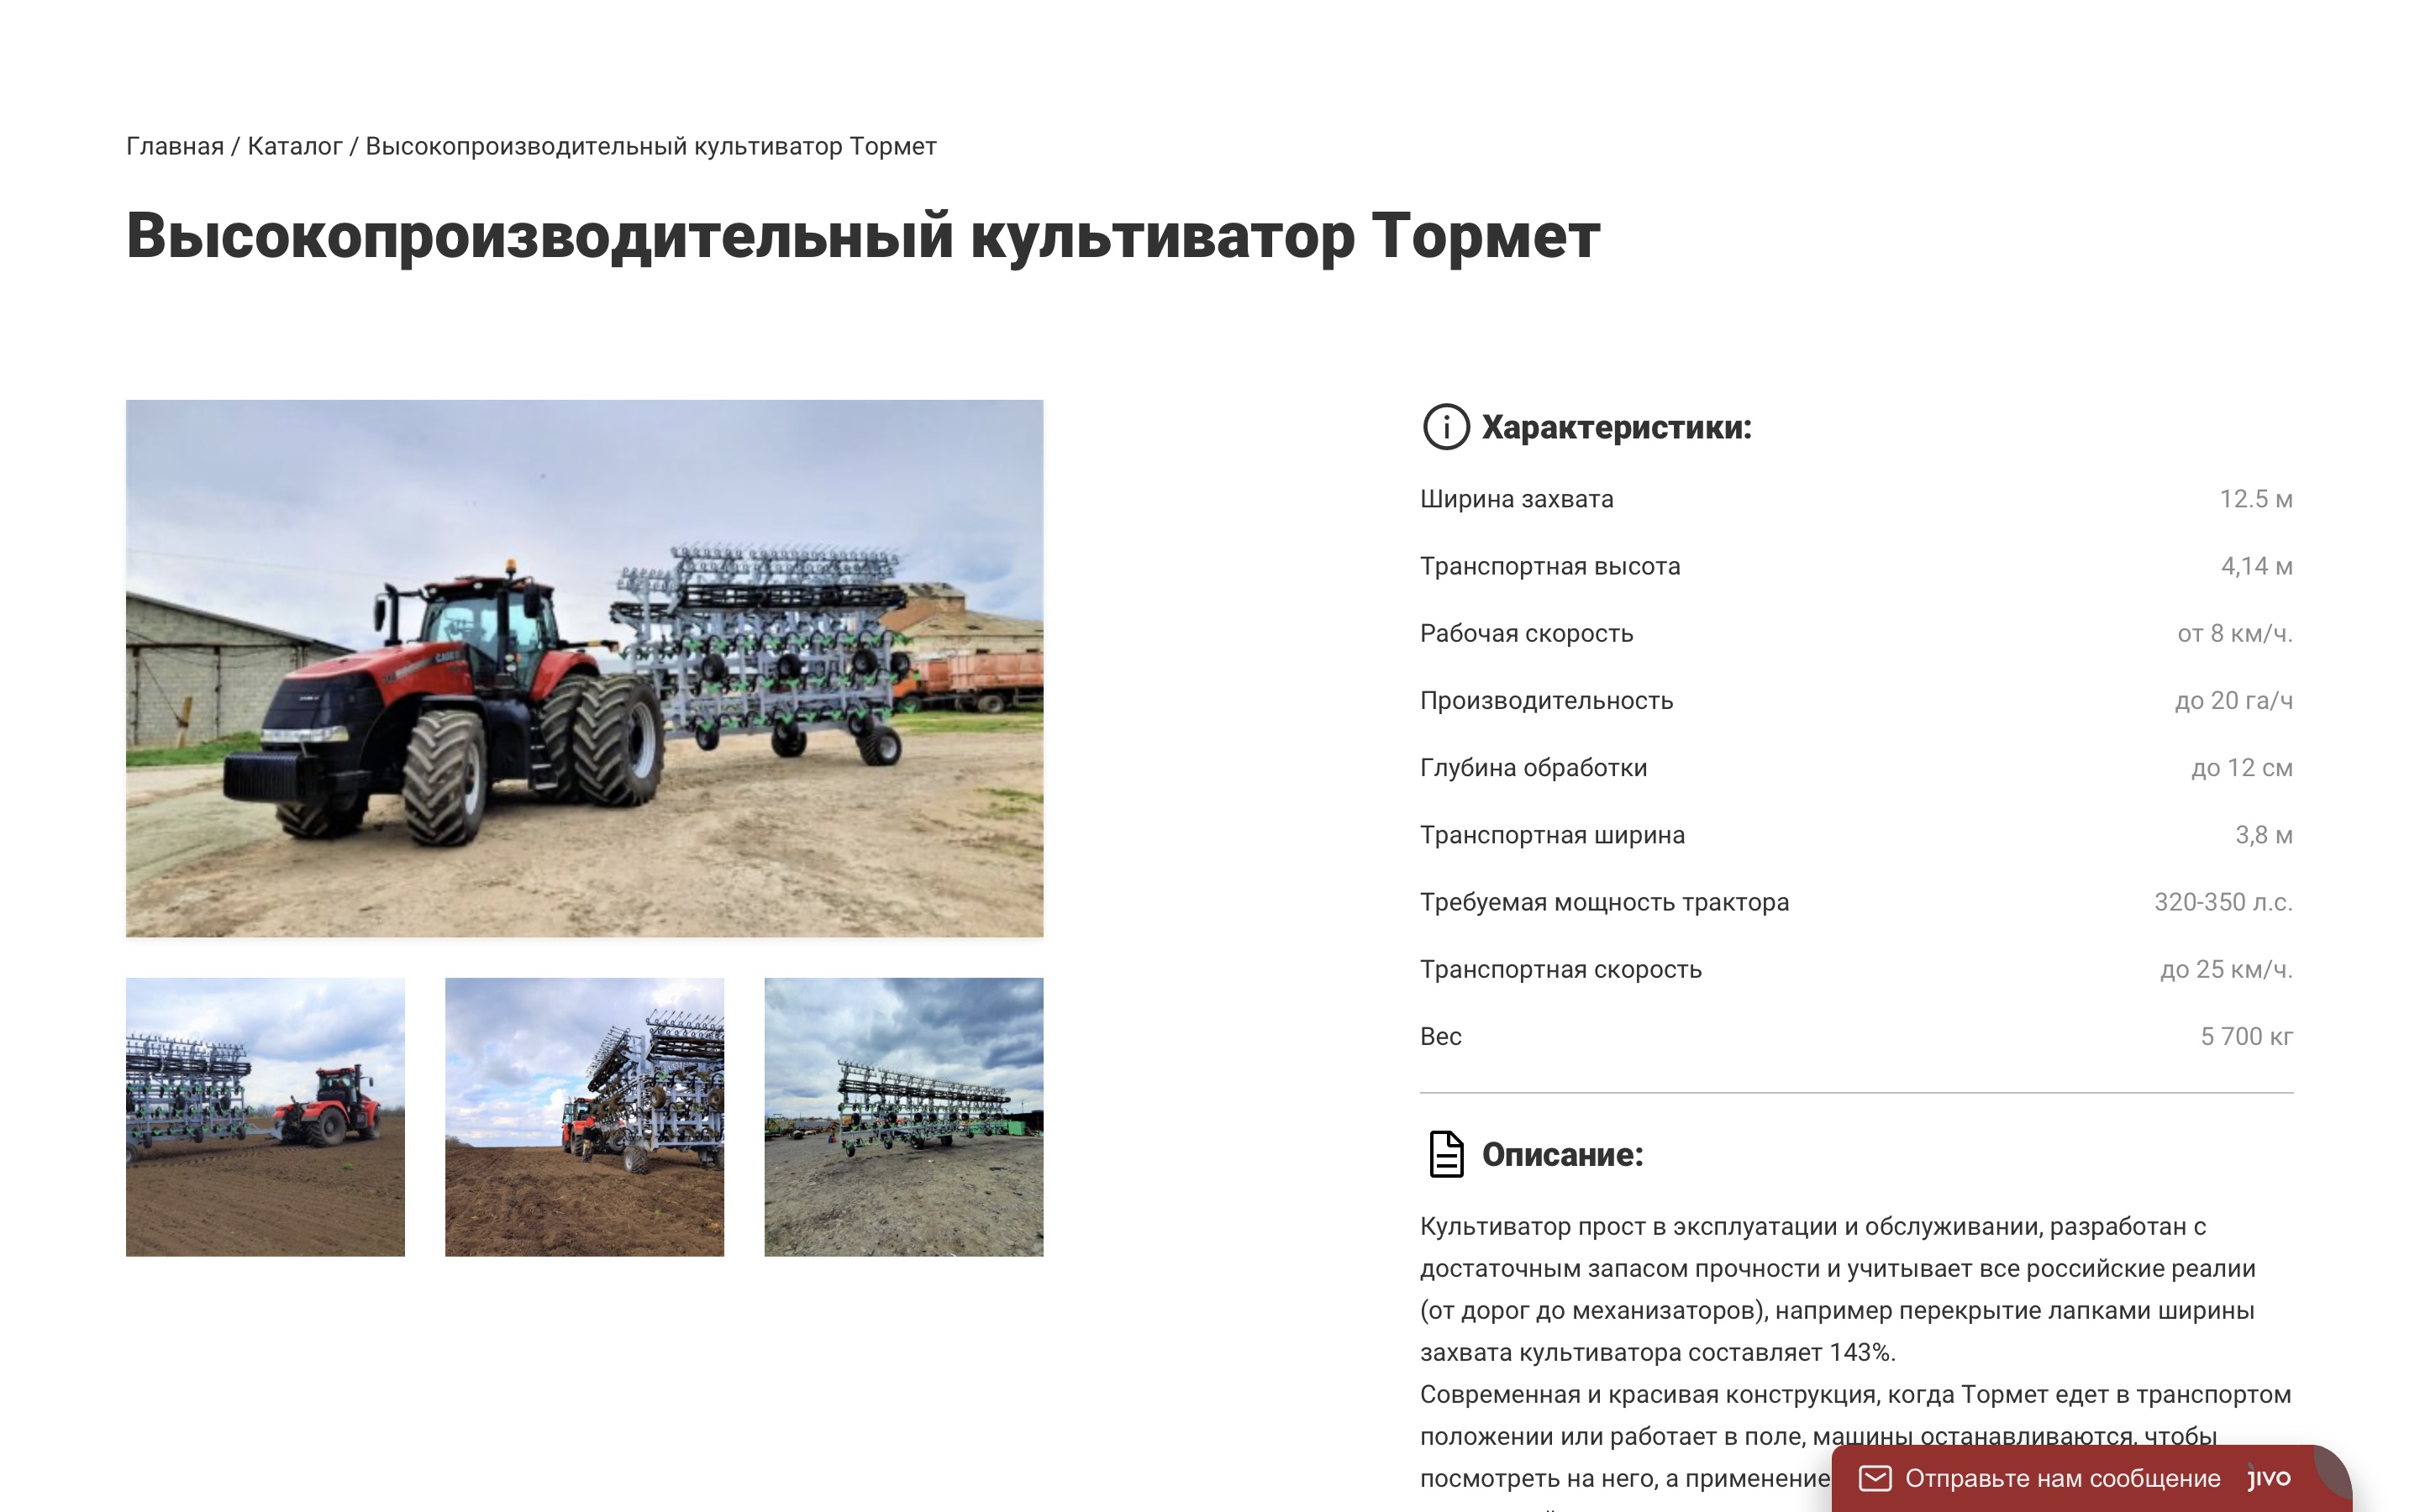 Главная / Каталог / Высокопроизводительный культиватор Тормет
Высокопроизводительный культиватор Тормет
Характеристики:
Ширина захвата 12.5 м
Транспортная высота 4,14 м
Рабочая скорость от 8 км/ч.
Производительность до 20 га/ч
Глубина обработки до 12 см
Транспортная ширина 3,8 м
Требуемая мощность трактора 320-350 л.с.
Транспортная скорость до 25 км/ч.
Вес 5 700 кг
Описание:
Культиватор прост в эксплуатации и обслуживании, разработан с
достаточным запасом прочности и учитывает все российские реалии
(от дорог до механизаторов), например перекрытие лапками ширины
захвата культиватора составляет 143%.
Современная и красивая конструкция, когда Тормет едет в транспортом
положении или работает в поле, машины останавливаются, чтобы
посмотреть на него, а применение
Отправьте нам сообщение jivo